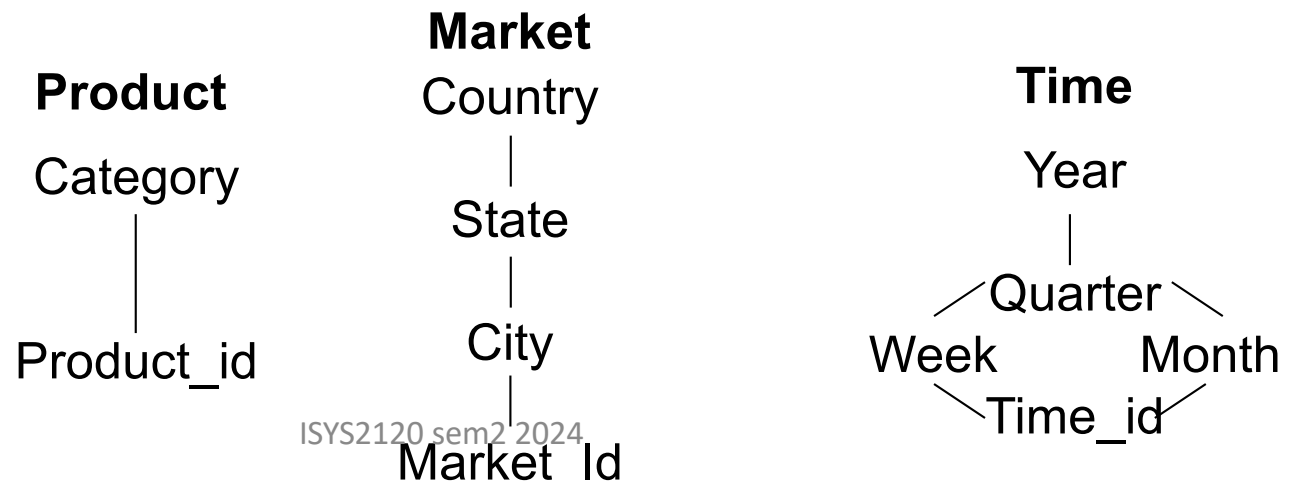 Product
Category
Product_id
Market
Country
State
City
Market_Id
Time
Year
Quarter
Week Month
Time_id
ISYS2120 sem2 2024